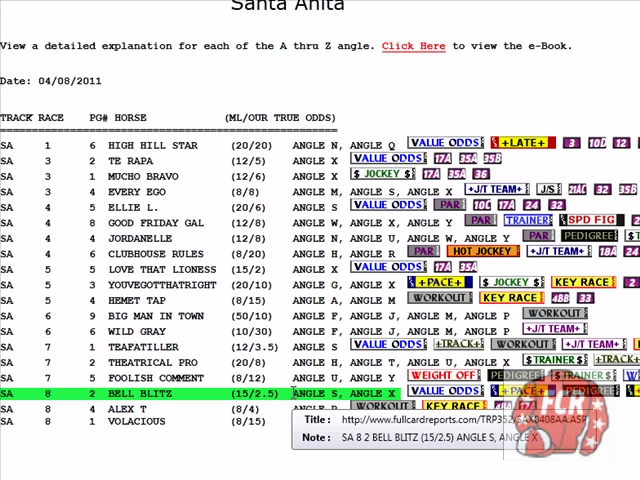 Santa Anita
View a detailed explanation for each of the A thru Z angle. Click Here to view the e-Book.
Date: 04/08/2011
TRACK RACE PG# HORSE (ML/OUR TRUE ODDS)
SA 1 6 HIGH HILL STAR (20/20) ANGLE N, ANGLE Q VALUE ODDS +LATE+ 3 10D 12
SA 3 2 TE RAPA (12/5) ANGLE X VALUE ODDS 17A 35A 35B
SA 3 1 MUCHO BRAVO (12/6) ANGLE X $ JOCKEY $ 17A 35A 36
SA 3 4 EVERY EGO (8/8) ANGLE M, ANGLE S, ANGLE X +J/T TEAM+ J/S 21AC 32 35B
SA 4 5 ELLIE L. (20/6) ANGLE S VALUE ODDS PAR 10C 17A 24 32
SA 4 8 GOOD FRIDAY GAL (12/8) ANGLE W, ANGLE X, ANGLE Y PAR TRAINER $SPD FIG
SA 4 4 JORDANELLE (12/8) ANGLE N, ANGLE U, ANGLE W, ANGLE Y PAR PEDIGREE
SA 4 6 CLUBHOUSE RULES (8/20) ANGLE H, ANGLE R PAR HOT JOCKEY +J/T TEAM+ 18A 24
SA 5 5 LOVE THAT LIONESS (15/2) ANGLE X VALUE ODDS 17A 35A
SA 5 3 YOUVEGOTTHATRIGHT (20/10) ANGLE G, ANGLE X +PACE+ $ JOCKEY $ KEY RACE 2
SA 5 4 HEMET TAP (8/15) ANGLE A, ANGLE M WORKOUT KEY RACE 4BB 33
SA 6 9 BIG MAN IN TOWN (50/10) ANGLE F, ANGLE J, ANGLE M, ANGLE P WORKOUT
SA 6 6 WILD GRAY (10/30) ANGLE F, ANGLE J, ANGLE M, ANGLE P +J/T TEAM+
SA 7 1 TEAFATILLER (12/3.5) ANGLE S VALUE ODDS +TRACK+ WORKOUT +J/T TEAM+
SA 7 2 THEATRICAL PRO (20/8) ANGLE H, ANGLE T, ANGLE U, ANGLE X $TRAINER$ +TRACK+
SA 7 5 FOOLISH COMMENT (8/12) ANGLE U, ANGLE Y WEIGHT OFF PEDIGREE $TRAINER$
SA 8 2 BELL BLITZ (15/2.5) ANGLE S, ANGLE X VALUE ODDS +PACE+ PEDIGREE
SA 8 4 ALEX T (8/4) WORKOUT KEY RACE
SA 8 1 VOLACIOUS (8/15)
Title: http://www.fullcardreports.com/TRP352/SAX0408AA.ASP
Note: SA 8 2 BELL BLITZ (15/2.5) ANGLE S, ANGLE X
FCR